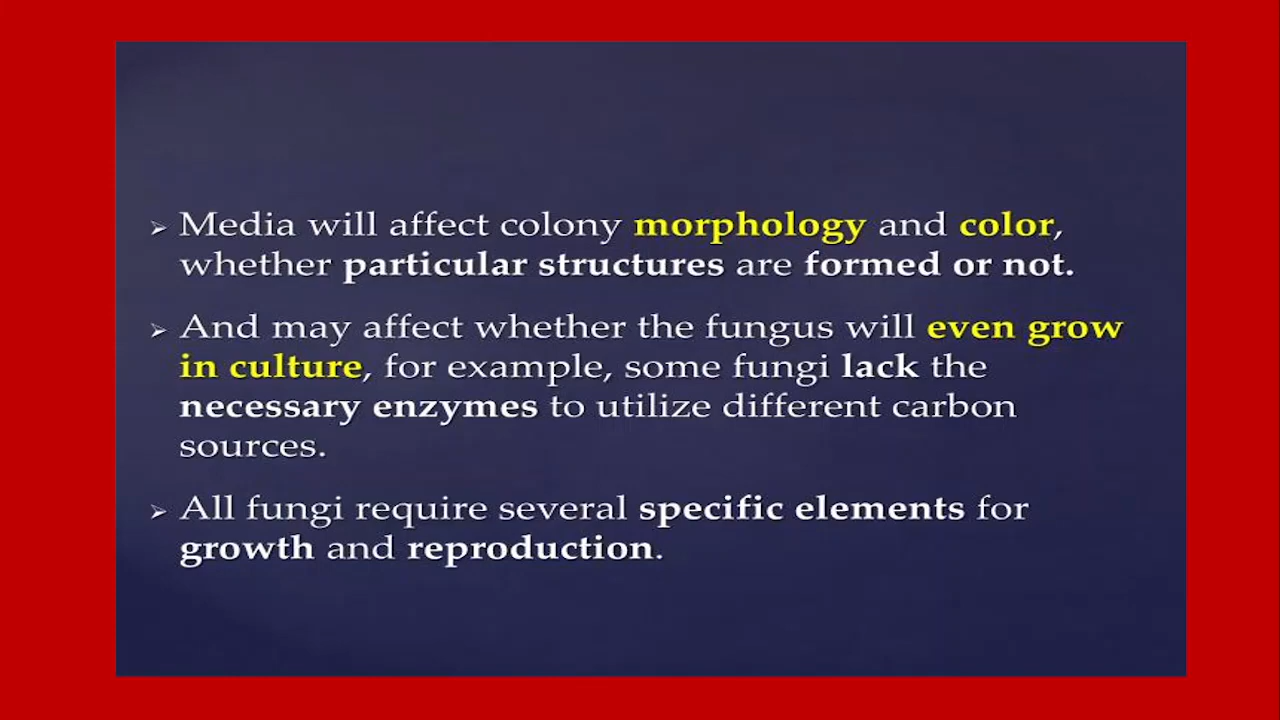 ➢ Media will affect colony morphology and color,
whether particular structures are formed or not.
➢ And may affect whether the fungus will even grow
in culture, for example, some fungi lack the
necessary enzymes to utilize different carbon
sources.
➢ All fungi require several specific elements for
growth and reproduction.